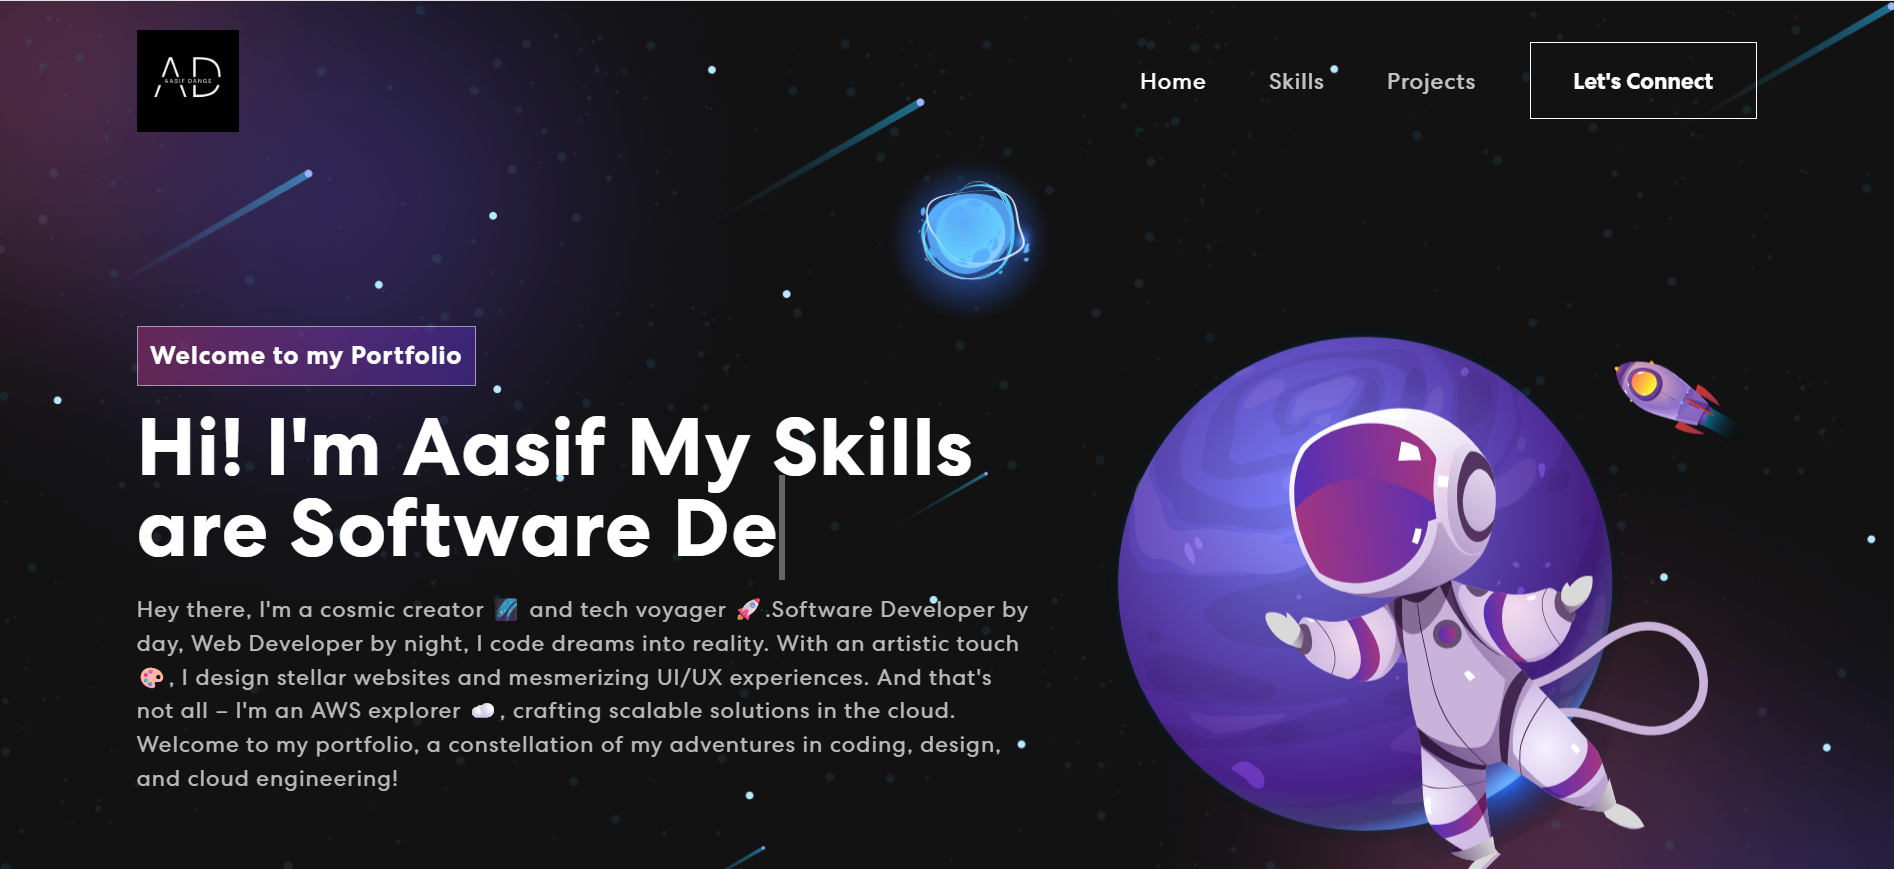 AD
AASIF DANGE
Home Skills Projects Let's Connect
Welcome to my Portfolio
Hi! I'm Aasif My Skills
are Software De
Hey there, I'm a cosmic creator 🌌 and tech voyager 🚀 .Software Developer by
day, Web Developer by night, I code dreams into reality. With an artistic touch
🎨 , I design stellar websites and mesmerizing UI/UX experiences. And that's
not all – I'm an AWS explorer ☁️ , crafting scalable solutions in the cloud.
Welcome to my portfolio, a constellation of my adventures in coding, design,
and cloud engineering!